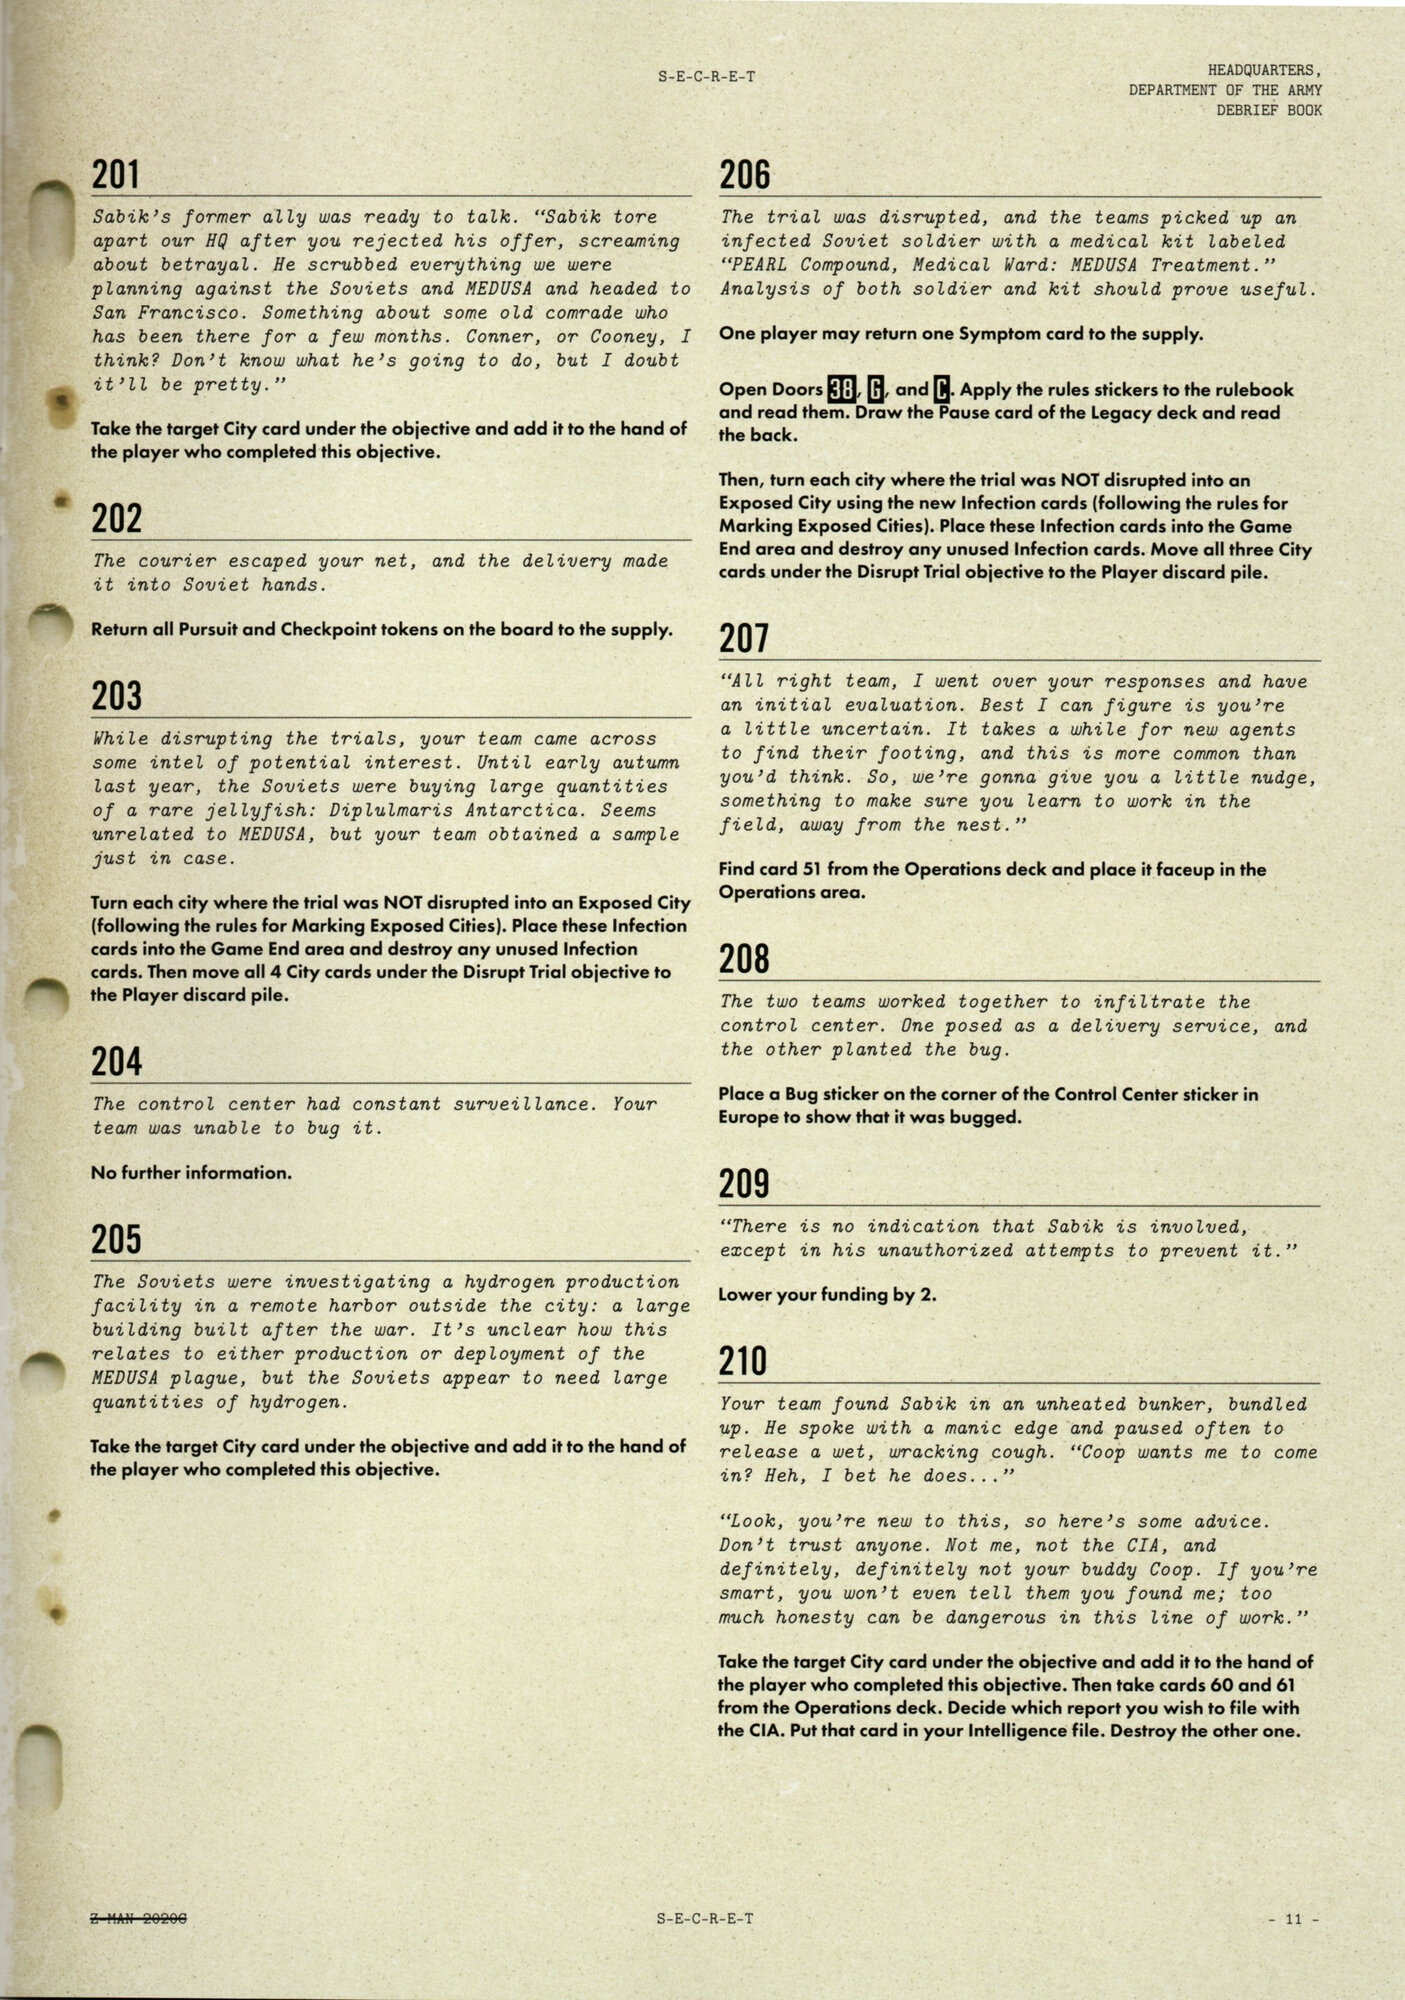 S-E-C-R-E-T
HEADQUARTERS,
DEPARTMENT OF THE ARMY
DEBRIEF BOOK
201
Sabik's former ally was ready to talk. “Sabik tore
apart our HQ after you rejected his offer, screaming
about betrayal. He scrubbed everything we were
planning against the Soviets and MEDUSA and headed to
San Francisco. Something about some old comrade who
has been there for a few months. Conner, or Cooney, I
think? Don't know what he's going to do, but I doubt
it'll be pretty.”
Take the target City card under the objective and add it to the hand of
the player who completed this objective.
202
The courier escaped your net, and the delivery made
it into Soviet hands.
Return all Pursuit and Checkpoint tokens on the board to the supply.
203
While disrupting the trials, your team came across
some intel of potential interest. Until early autumn
last year, the Soviets were buying large quantities
of a rare jellyfish: Diplulmaris Antarctica. Seems
unrelated to MEDUSA, but your team obtained a sample
just in case.
Turn each city where the trial was NOT disrupted into an Exposed City
(following the rules for Marking Exposed Cities). Place these Infection
cards into the Game End area and destroy any unused Infection
cards. Then move all 4 City cards under the Disrupt Trial objective to
the Player discard pile.
204
The control center had constant surveillance. Your
team was unable to bug it.
No further information.
205
The Soviets were investigating a hydrogen production
facility in a remote harbor outside the city: a large
building built after the war. It's unclear how this
relates to either production or deployment of the
MEDUSA plague, but the Soviets appear to need large
quantities of hydrogen.
Take the target City card under the objective and add it to the hand of
the player who completed this objective.
206
The trial was disrupted, and the teams picked up an
infected Soviet soldier with a medical kit labeled
“PEARL Compound, Medical Ward: MEDUSA Treatment.”
Analysis of both soldier and kit should prove useful.
One player may return one Symptom card to the supply.
Open Doors 38, G, and C. Apply the rules stickers to the rulebook
and read them. Draw the Pause card of the Legacy deck and read
the back.
Then, turn each city where the trial was NOT disrupted into an
Exposed City using the new Infection cards (following the rules for
Marking Exposed Cities). Place these Infection cards into the Game
End area and destroy any unused Infection cards. Move all three City
cards under the Disrupt Trial objective to the Player discard pile.
207
“All right team, I went over your responses and have
an initial evaluation. Best I can figure is you're
a little uncertain. It takes a while for new agents
to find their footing, and this is more common than
you'd think. So, we're gonna give you a little nudge,
something to make sure you learn to work in the
field, away from the nest.”
Find card 51 from the Operations deck and place it faceup in the
Operations area.
208
The two teams worked together to infiltrate the
control center. One posed as a delivery service, and
the other planted the bug.
Place a Bug sticker on the corner of the Control Center sticker in
Europe to show that it was bugged.
209
“There is no indication that Sabik is involved,
except in his unauthorized attempts to prevent it.”
Lower your funding by 2.
210
Your team found Sabik in an unheated bunker, bundled
up. He spoke with a manic edge and paused often to
release a wet, wracking cough. “Coop wants me to come
in? Heh, I bet he does...”
“Look, you're new to this, so here's some advice.
Don't trust anyone. Not me, not the CIA, and
definitely, definitely not your buddy Coop. If you're
smart, you won't even tell them you found me; too
much honesty can be dangerous in this line of work.”
Take the target City card under the objective and add it to the hand of
the player who completed this objective. Then take cards 60 and 61
from the Operations deck. Decide which report you wish to file with
the CIA. Put that card in your Intelligence file. Destroy the other one.
Z-MAN 2020G
S-E-C-R-E-T
- 11 -